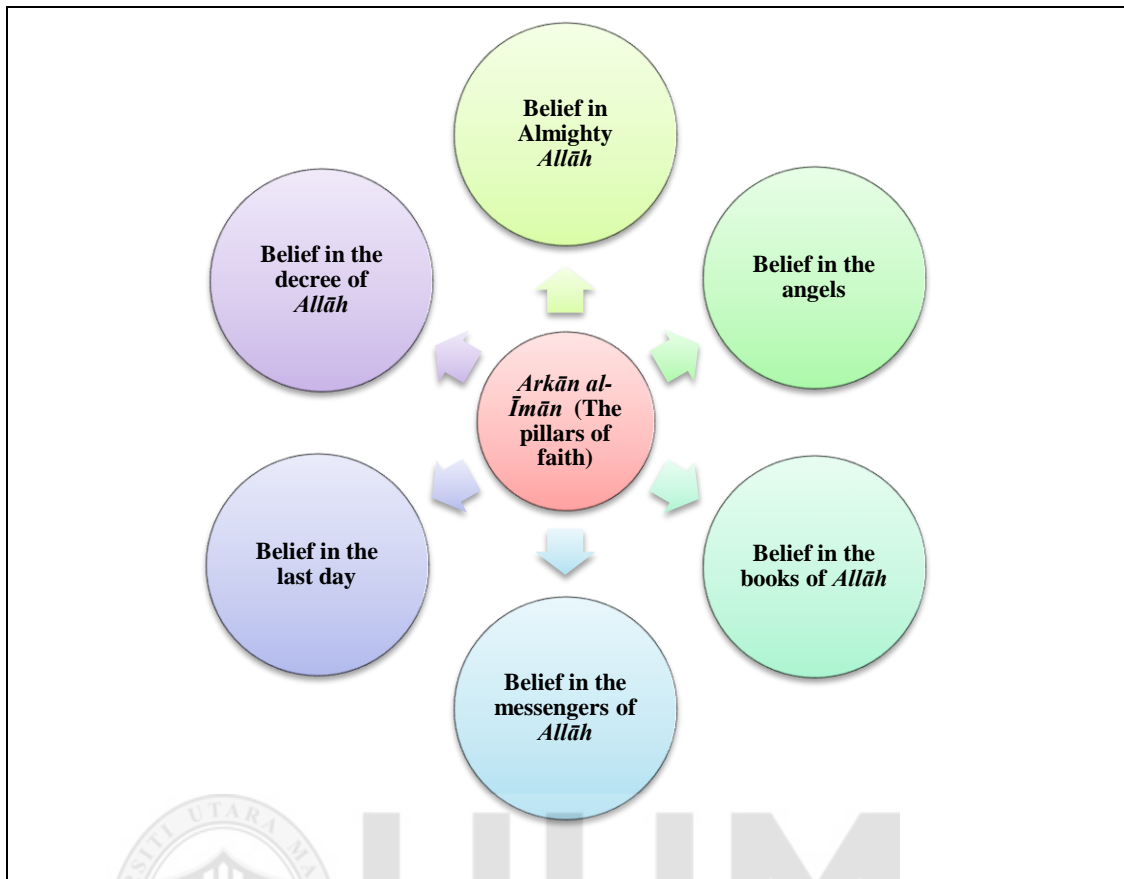 Belief in
Almighty
Allāh
Belief in the
angels
Belief in the
books of Allāh
Belief in the
messengers of
Allāh
Belief in the
last day
Belief in the
decree of
Allāh
Arkān al-
Īmān (The
pillars of
faith)
UTARA
UUM